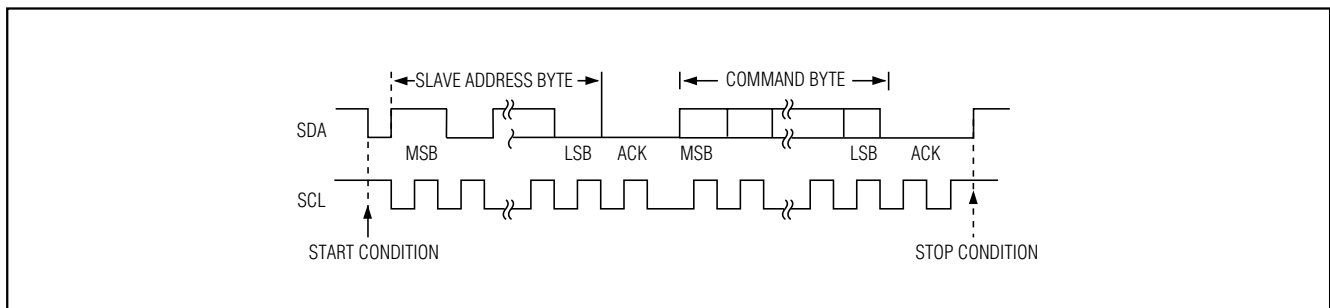 SLAVE ADDRESS BYTE COMMAND BYTE
SDA
MSB LSB ACK MSB LSB ACK
SCL
START CONDITION STOP CONDITION